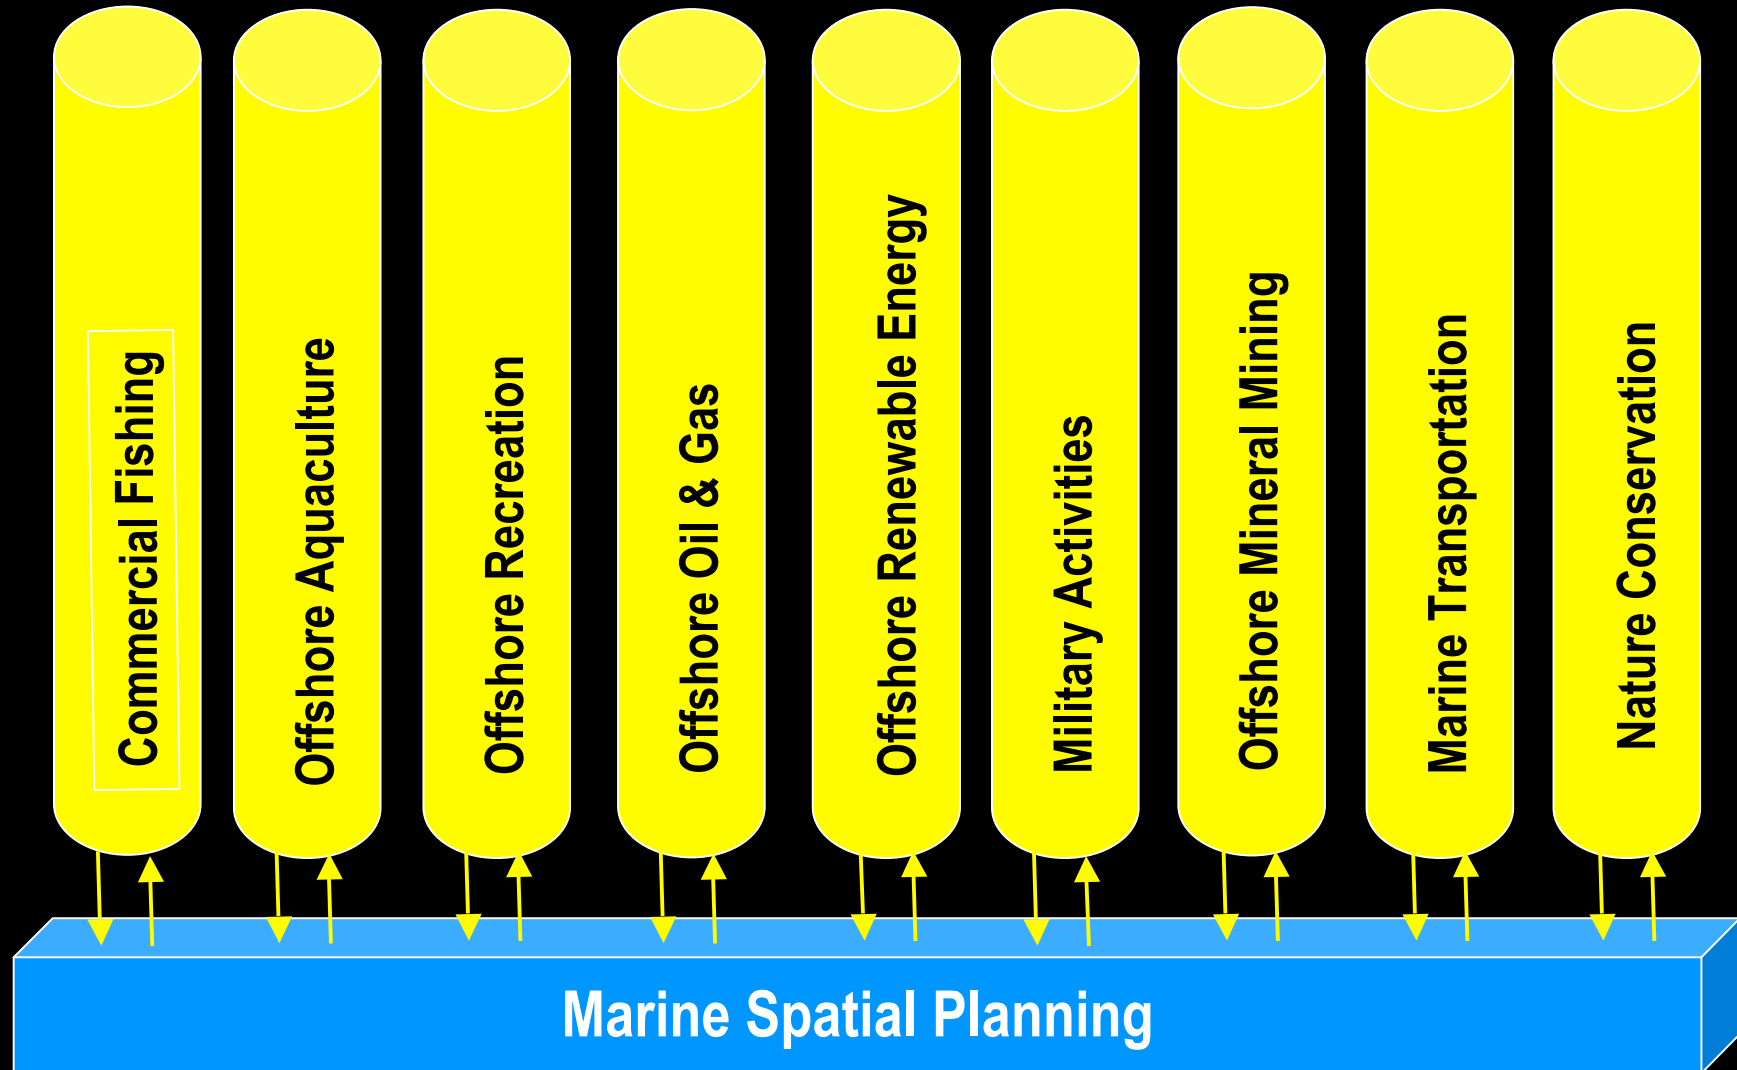 Commercial Fishing
Offshore Aquaculture
Offshore Recreation
Offshore Oil & Gas
Offshore Renewable Energy
Military Activities
Offshore Mineral Mining
Marine Transportation
Nature Conservation
Marine Spatial Planning